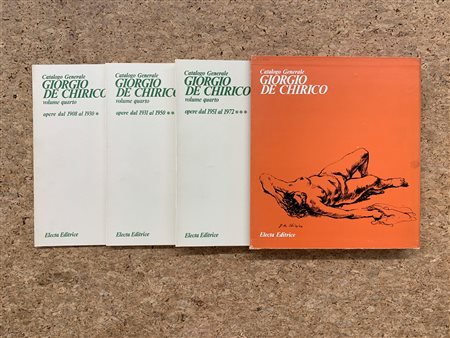 Catalogo Generale
GIORGIO
DE CHIRICO
volume quarto
opere dal 1908 al 1930 *
Electa Editrice
Catalogo Generale
GIORGIO
DE CHIRICO
volume quarto
opere dal 1931 al 1950 * *
Electa Editrice
Catalogo Generale
GIORGIO
DE CHIRICO
volume quarto
opere dal 1951 al 1972 * * *
Electa Editrice
Catalogo Generale
GIORGIO
DE CHIRICO
Electa Editrice